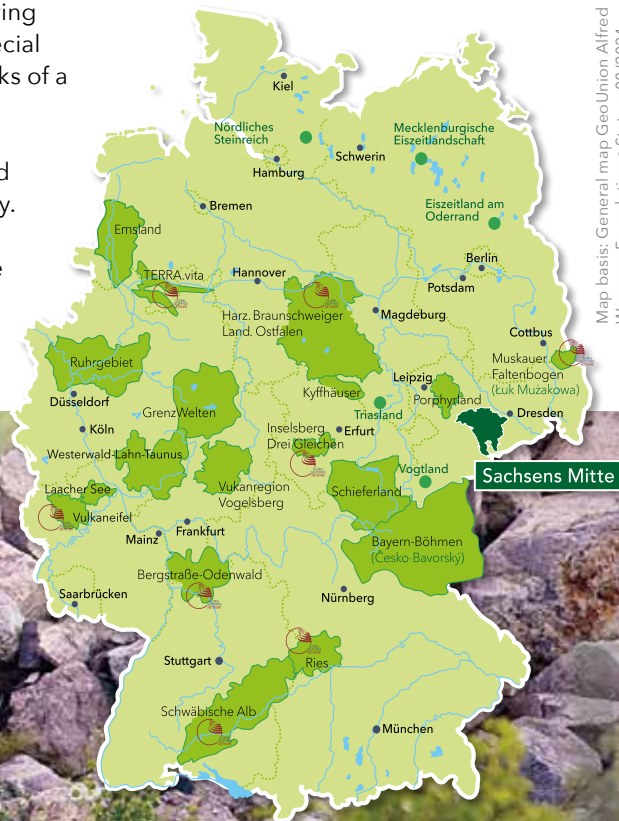 ing
ecial
ks of a
d
y.
e
Map basis: General map GeoUnion Alfred
Kiel
Nördliches
Steinreich
Mecklenburgische
Eiszeitlandschaft
Schwerin
Hamburg
Bremen
Eiszeitland am
Oderrand
Emsland
Berlin
TERRA.vita
Hannover
Potsdam
Harz. Braunschweiger
Land. Ostfalen
Magdeburg
Cottbus
Muskauer
Faltenbogen
(Łuk Mużakowa)
Ruhrgebiet
Leipzig
Kyffhäuser
Porphyrland
Düsseldorf
GrenzWelten
Triasland
Dresden
Köln
Inselsberg
Drei Gleichen
Erfurt
Westerwald-Lahn-Taunus
Vogtland
Sachsens Mitte
Laacher See
Vulkanregion
Vogelsberg
Schieferland
Vulkaneifel
Mainz
Frankfurt
Bayern-Böhmen
(Česko Bavorský)
Bergstraße-Odenwald
Saarbrücken
Nürnberg
Stuttgart
Ries
Schwäbische Alb
München